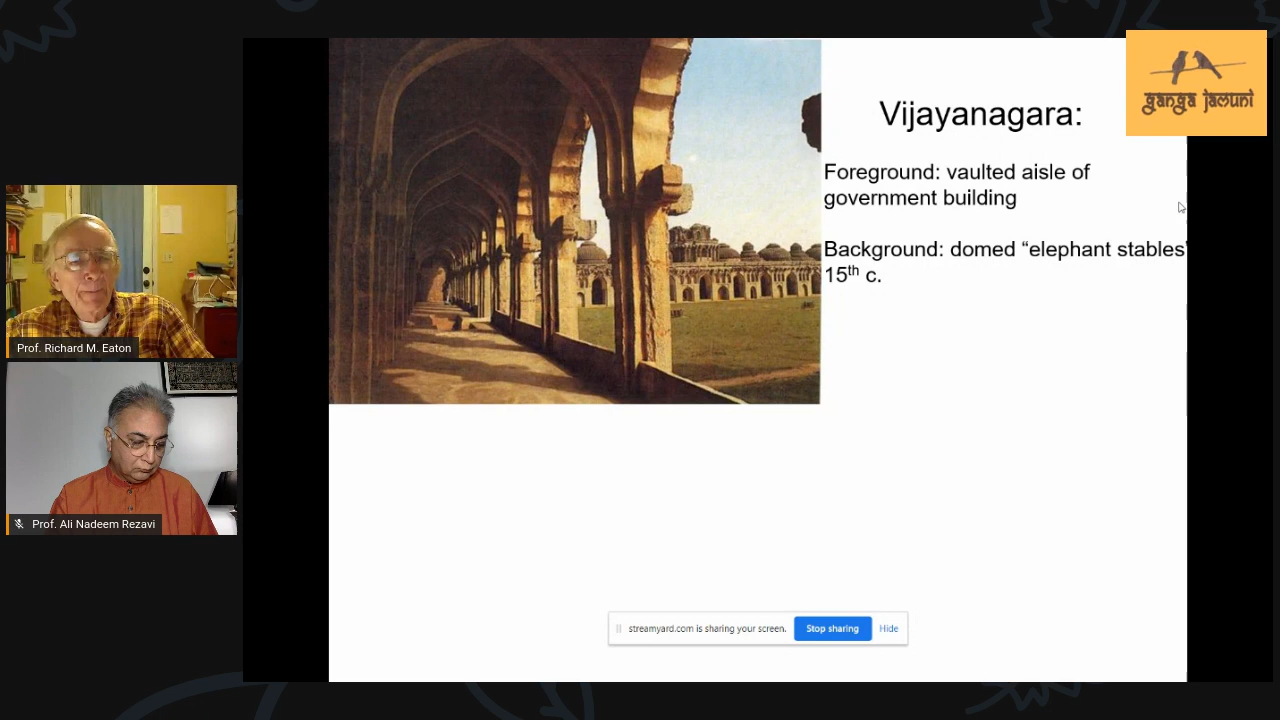 ganga jamuni
Vijayanagara:
Foreground: vaulted aisle of
government building
Background: domed “elephant stables”
15th c.
Prof. Richard M. Eaton
Prof. Ali Nadeem Rezavi
streamyard.com is sharing your screen.
Stop sharing
Hide